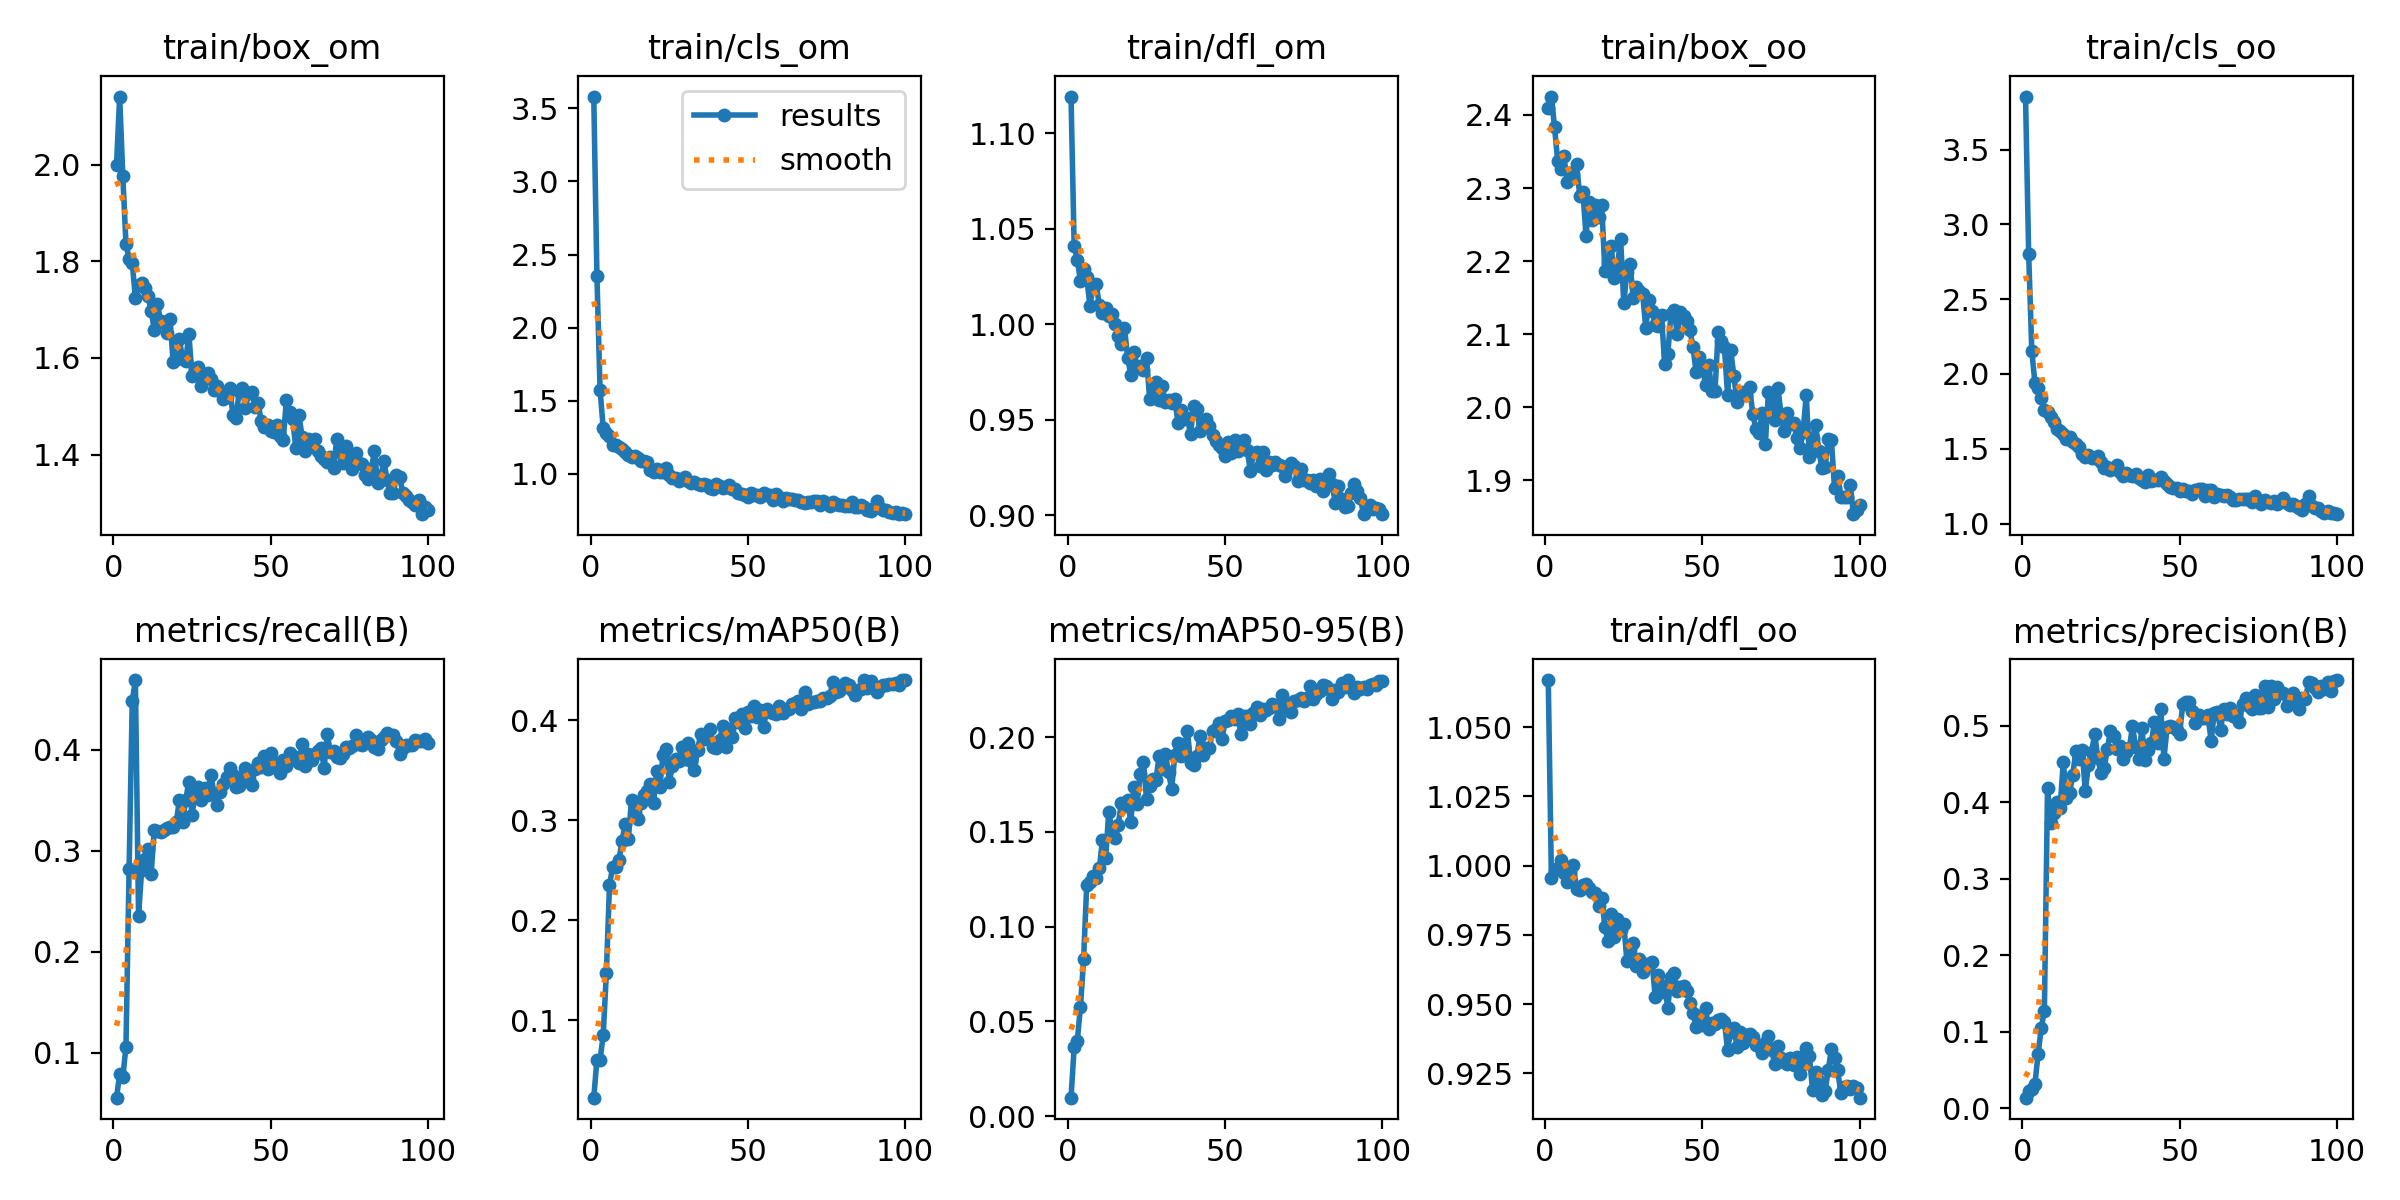 train/box_om
2.0
1.8
1.6
1.4
0 50 100
train/cls_om
results
smooth
3.5
3.0
2.5
2.0
1.5
1.0
0 50 100
train/dfl_om
1.10
1.05
1.00
0.95
0.90
0 50 100
train/box_oo
2.4
2.3
2.2
2.1
2.0
1.9
0 50 100
train/cls_oo
3.5
3.0
2.5
2.0
1.5
1.0
0 50 100
metrics/recall(B)
0.4
0.3
0.2
0.1
0 50 100
metrics/mAP50(B)
0.4
0.3
0.2
0.1
0 50 100
metrics/mAP50-95(B)
0.20
0.15
0.10
0.05
0.00
0 50 100
train/dfl_oo
1.050
1.025
1.000
0.975
0.950
0.925
0 50 100
metrics/precision(B)
0.5
0.4
0.3
0.2
0.1
0.0
0 50 100